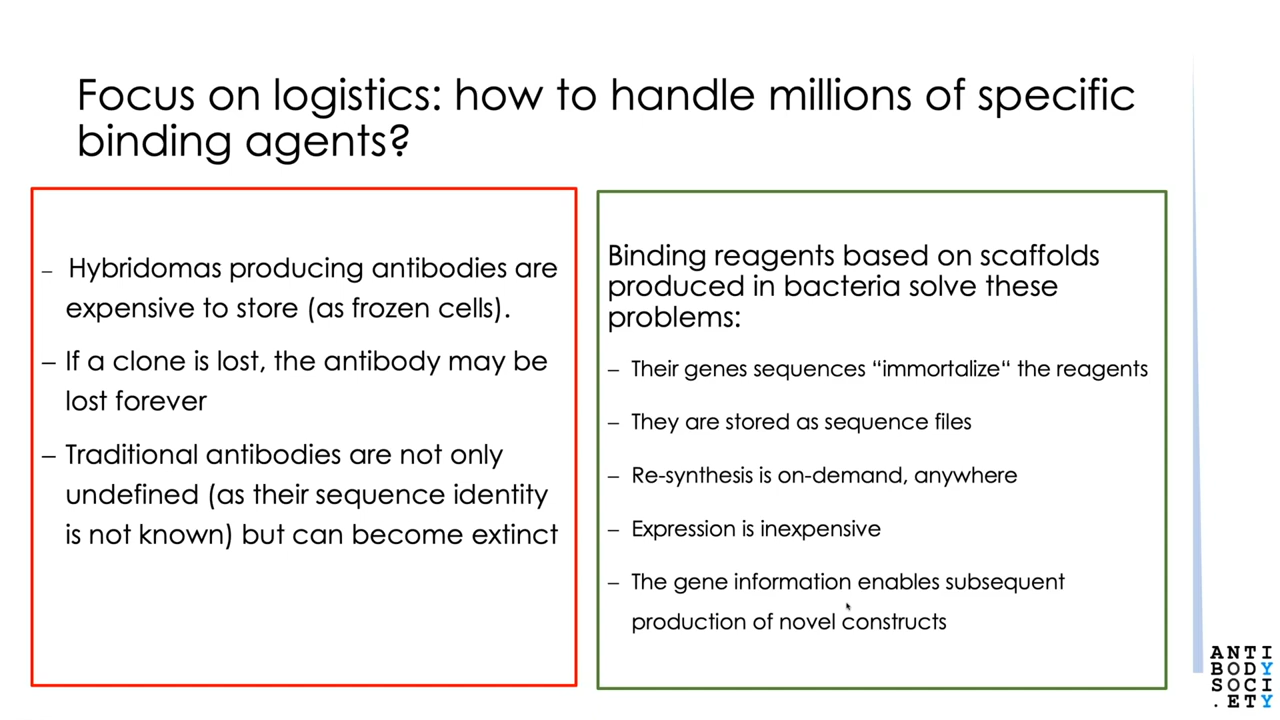 Focus on logistics: how to handle millions of specific
binding agents?
– Hybridomas producing antibodies are
expensive to store (as frozen cells).
– If a clone is lost, the antibody may be
lost forever
– Traditional antibodies are not only
undefined (as their sequence identity
is not known) but can become extinct
Binding reagents based on scaffolds
produced in bacteria solve these
problems:
– Their genes sequences “immortalize“ the reagents
– They are stored as sequence files
– Re-synthesis is on-demand, anywhere
– Expression is inexpensive
– The gene information enables subsequent
production of novel constructs
ANTI
BODY
SOCI
.ETY